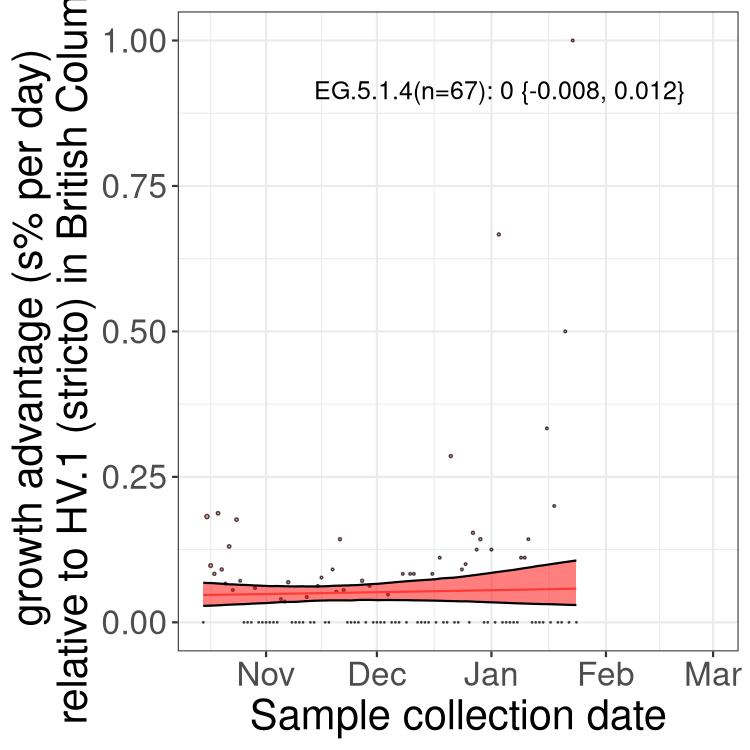 growth advantage (s% per day)
relative to HV.1 (stricto) in British Colum
1.00
0.75
0.50
0.25
0.00
EG.5.1.4(n=67): 0 {-0.008, 0.012}
Nov Dec Jan Feb Mar
Sample collection date